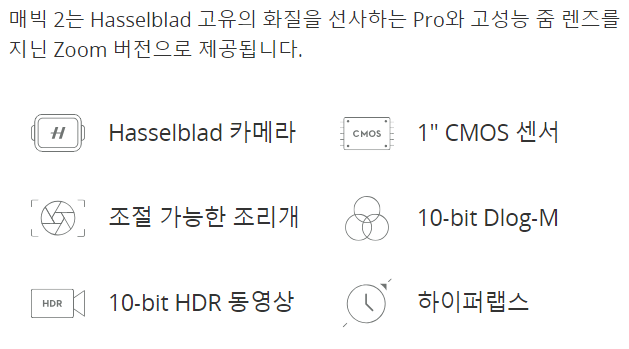 매빅 2는 Hasselblad 고유의 화질을 선사하는 Pro와 고성능 줌 렌즈를
지닌 Zoom 버전으로 제공됩니다.
H
Hasselblad 카메라
CMOS
1" CMOS 센서
조절 가능한 조리개
10-bit Dlog-M
HDR
10-bit HDR 동영상
하이퍼랩스